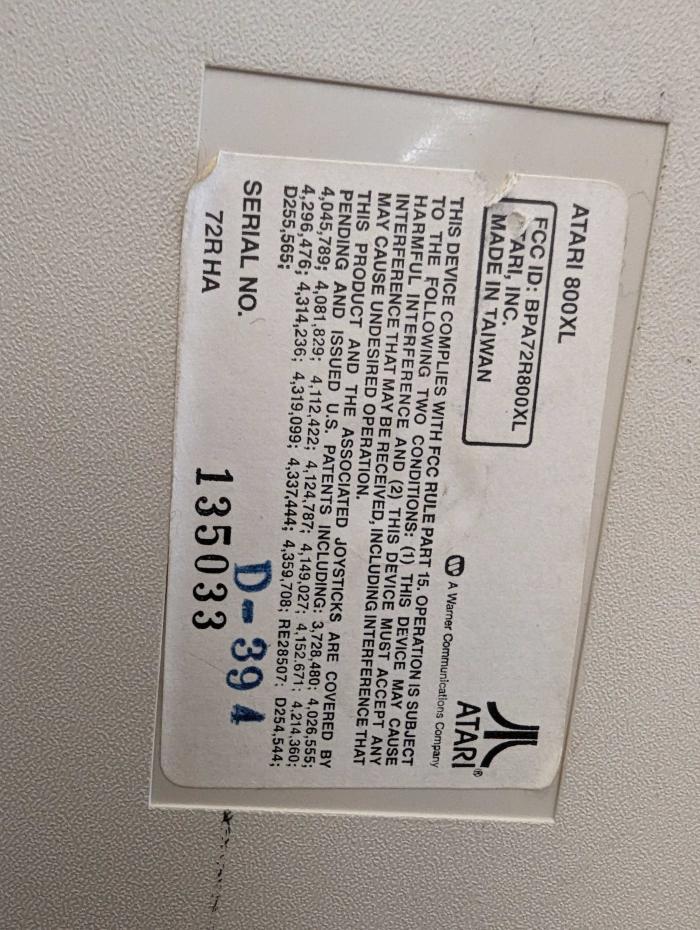 ATARI 800XL
FCC ID: BPA72R800XL
ATARI, INC.
MADE IN TAIWAN
ATARI®
A Warner Communications Company
THIS DEVICE COMPLIES WITH FCC RULE PART 15. OPERATION IS SUBJECT
TO THE FOLLOWING TWO CONDITIONS: (1) THIS DEVICE MAY CAUSE
HARMFUL INTERFERENCE AND (2) THIS DEVICE MUST ACCEPT ANY
INTERFERENCE THAT MAY BE RECEIVED, INCLUDING INTERFERENCE THAT
MAY CAUSE UNDESIRED OPERATION.
THIS PRODUCT AND THE ASSOCIATED JOYSTICKS ARE COVERED BY
PENDING AND ISSUED U.S. PATENTS INCLUDING: 3,728,480; 4,026,555;
4,045,789; 4,081,829; 4,112,422; 4,124,787; 4,149,027; 4,152,671; 4,214,360;
4,296,476; 4,314,236; 4,319,099; 4,337,444; 4,359,708; RE28507; D254,544;
D255,565;
SERIAL NO.
D-394
72R HA 135033